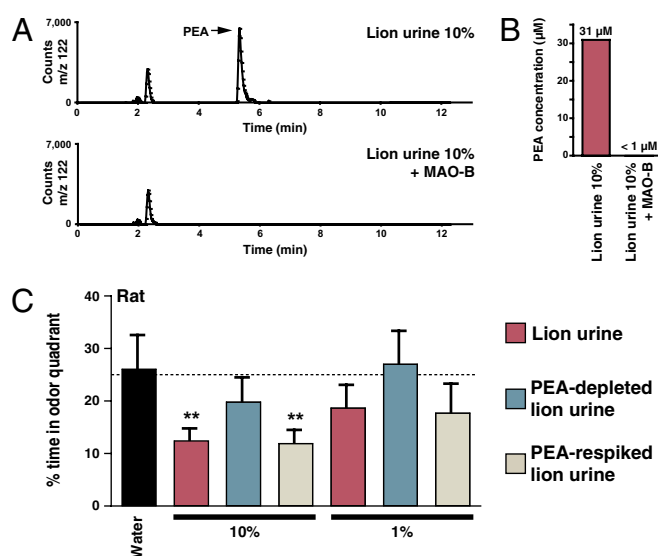 A
7,000
Counts
m/z 122
0
PEA
Lion urine 10%
0 2 4 6 8 10 12
Time (min)
7,000
Counts
m/z 122
0
Lion urine 10%
+ MAO-B
0 2 4 6 8 10 12
Time (min)
B
PEA concentration (µM)
30
20
10
0
31 µM
< 1 µM
Lion urine 10%
Lion urine 10%
+ MAO-B
C
Rat
% time in odor quadrant
40
30
20
10
0
** **
Water
10%
1%
Lion urine
PEA-depleted
lion urine
PEA-respiked
lion urine